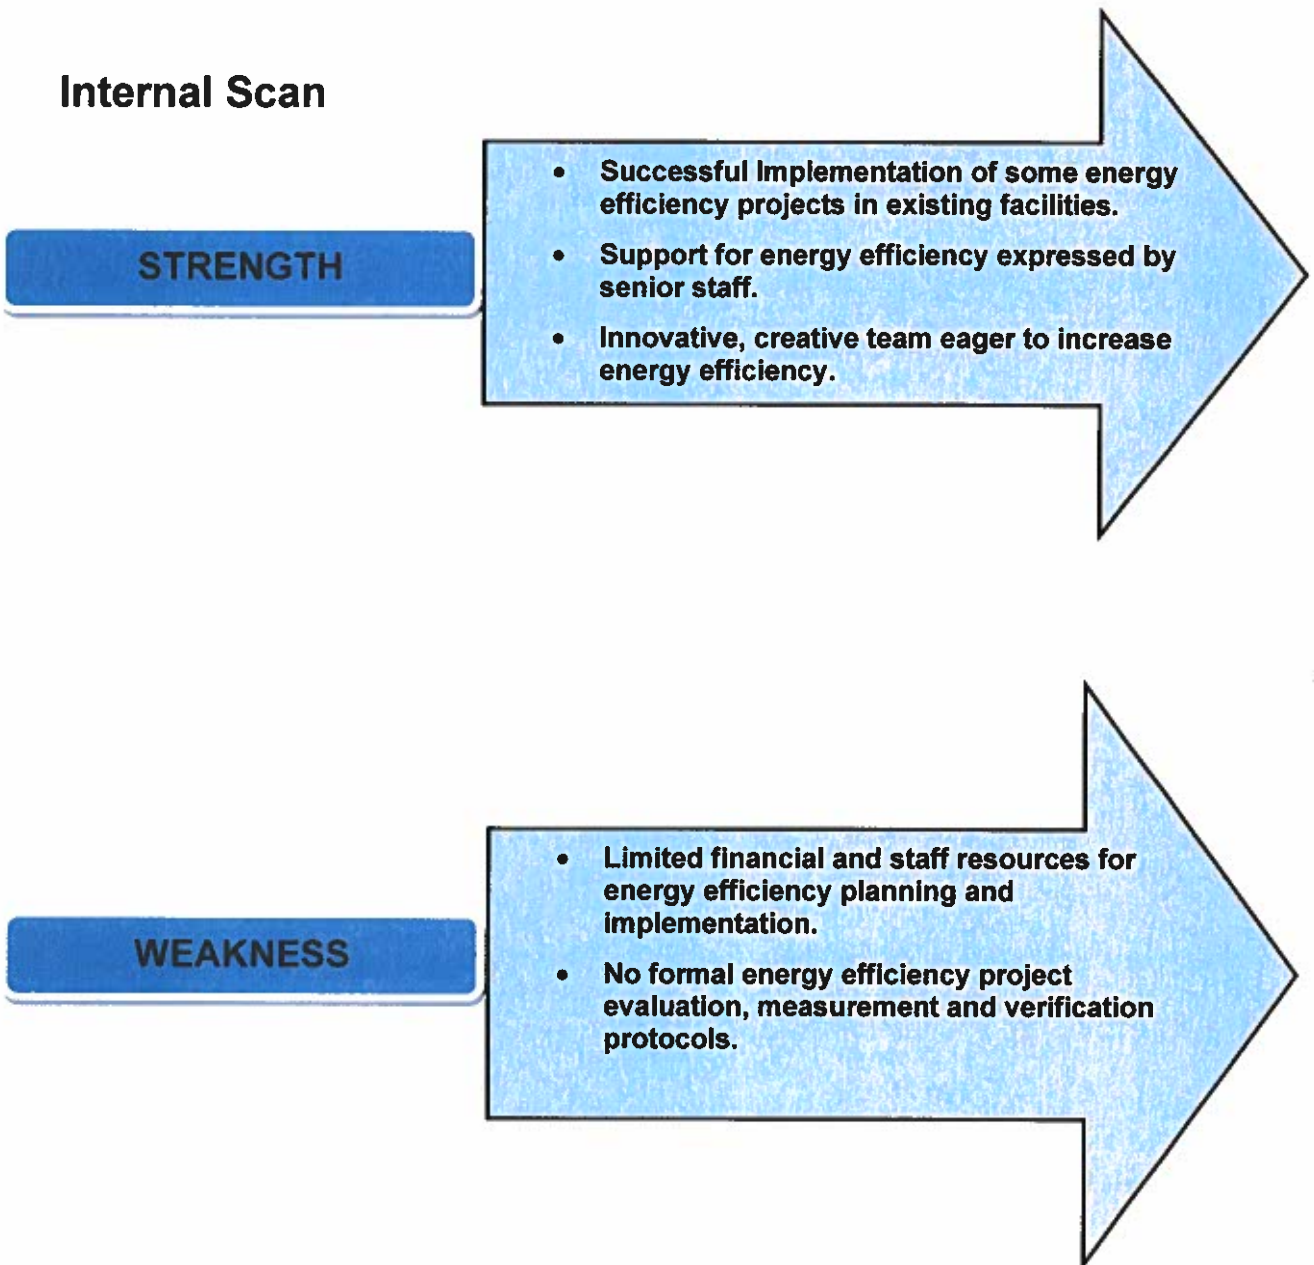 Internal Scan
STRENGTH
• Successful Implementation of some energy
efficiency projects in existing facilities.
• Support for energy efficiency expressed by
senior staff.
• Innovative, creative team eager to increase
energy efficiency.
WEAKNESS
• Limited financial and staff resources for
energy efficiency planning and
implementation.
• No formal energy efficiency project
evaluation, measurement and verification
protocols.